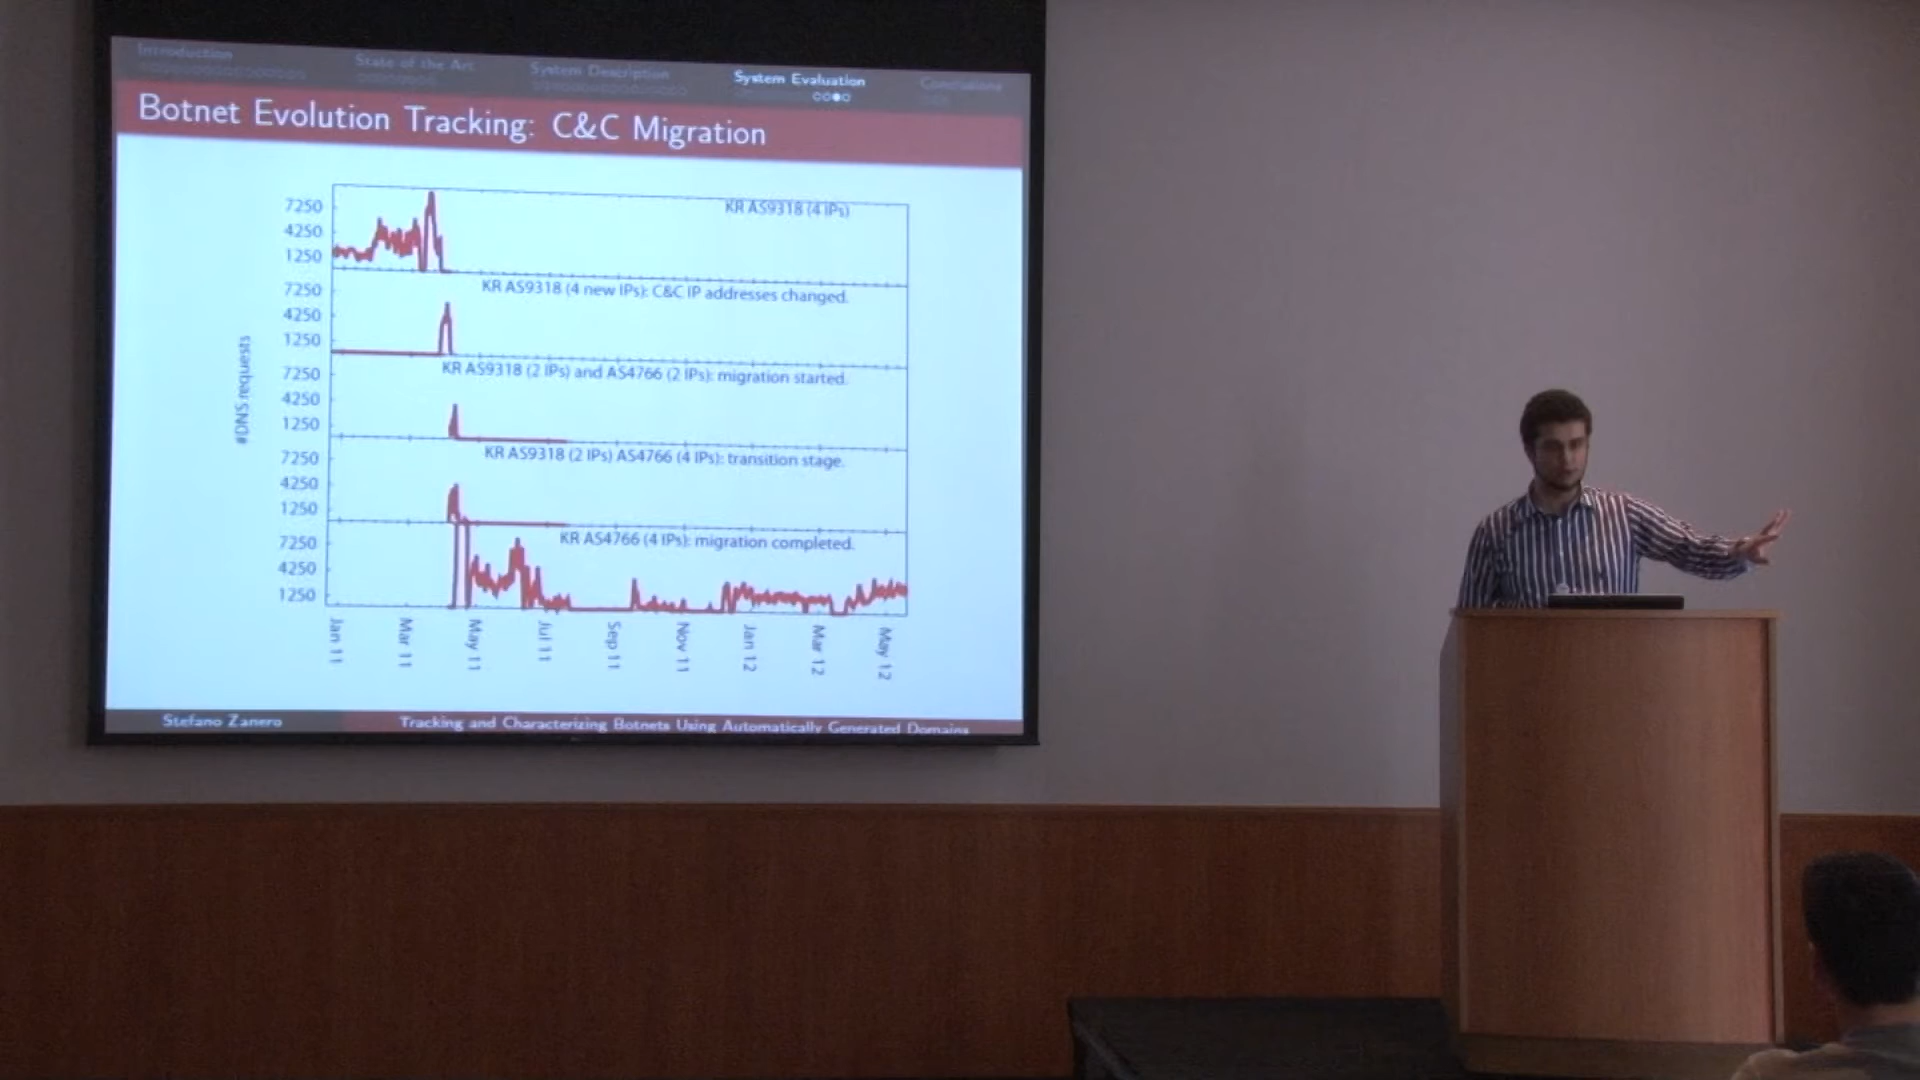 Introduction
State of the Art
System Description
System Evaluation
Conclusions
Botnet Evolution Tracking: C&C Migration
#DNS requests
7250
4250
1250
KR AS9318 (4 IPs)
7250
4250
1250
KR AS9318 (4 new IPs): C&C IP addresses changed.
7250
4250
1250
KR AS9318 (2 IPs) and AS4766 (2 IPs): migration started.
7250
4250
1250
KR AS9318 (2 IPs) AS4766 (4 IPs): transition stage.
7250
4250
1250
KR AS4766 (4 IPs): migration completed.
Jan 11
Mar 11
May 11
Jul 11
Sep 11
Nov 11
Jan 12
Mar 12
May 12
Stefano Zanero
Tracking and Characterizing Botnets Using Automatically Generated Domains